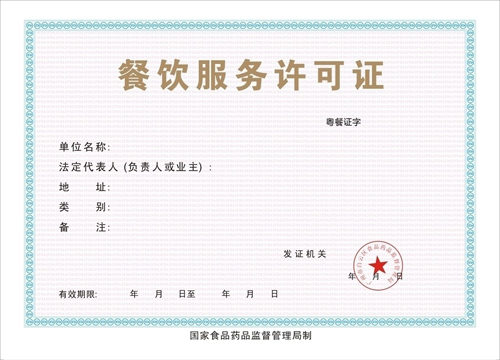 餐饮服务许可证
粤餐证字
单位名称:
法定代表人 (负责人或业主) :
地 址:
类 别:
备 注:
发证机关
年 月 日
有效期限: 年 月 日至 年 月 日
国家食品药品监督管理局制